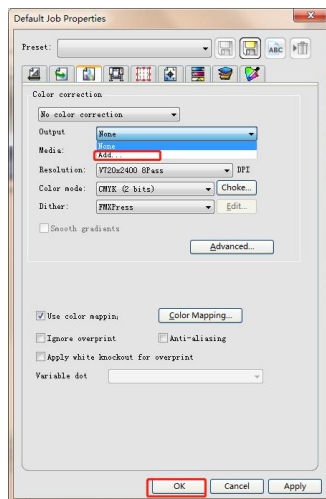 Default Job Properties
Preset:
ABC
Color correction
No color correction
Output None
None
Add...
Media:
Resolution: V720x2400 8Pass DPI
Color mode: CMYK (2 bits) Choke...
Dither: FMXPress Edit...
Smooth gradients
Advanced...
Use color mappin; Color Mapping...
Ignore overprint Anti-aliasing
Apply white knockout for overprint
Variable dot
OK Cancel Apply